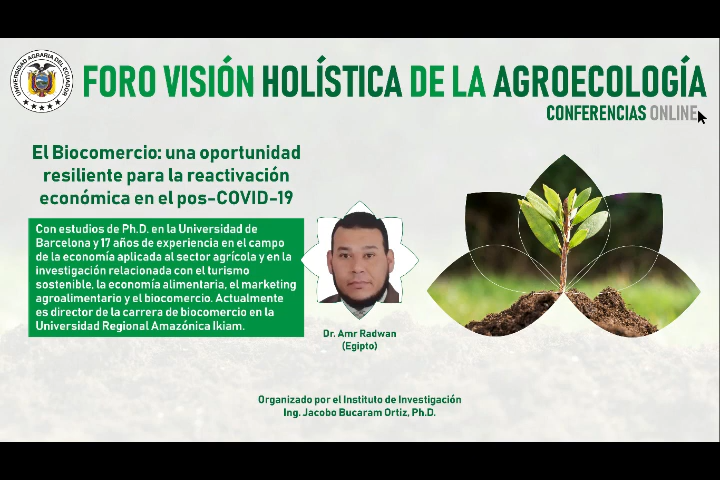 UNIVERSIDAD AGRARIA DEL ECUADOR
FORO VISIÓN HOLÍSTICA DE LA AGROECOLOGÍA
CONFERENCIAS ONLINE
El Biocomercio: una oportunidad
resiliente para la reactivación
económica en el pos-COVID-19
Con estudios de Ph.D. en la Universidad de
Barcelona y 17 años de experiencia en el campo
de la economía aplicada al sector agrícola y en la
investigación relacionada con el turismo
sostenible, la economía alimentaria, el marketing
agroalimentario y el biocomercio. Actualmente
es director de la carrera de biocomercio en la
Universidad Regional Amazónica Ikiam.
Dr. Amr Radwan
(Egipto)
Organizado por el Instituto de Investigación
Ing. Jacobo Bucaram Ortiz, Ph.D.